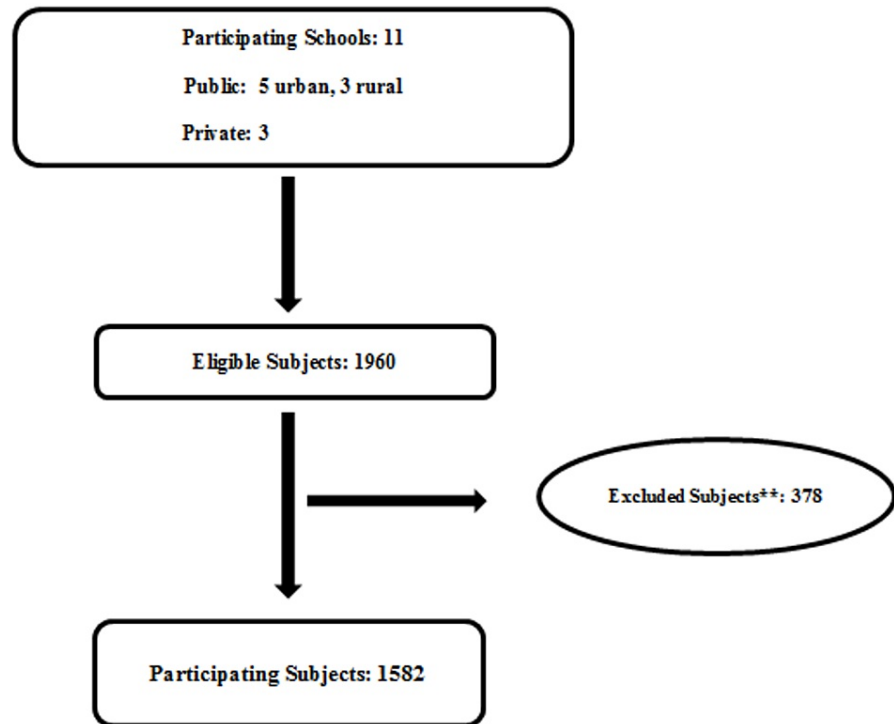 Participating Schools: 11
Public: 5 urban, 3 rural
Private: 3
Eligible Subjects: 1960
Excluded Subjects**: 378
Participating Subjects: 1582